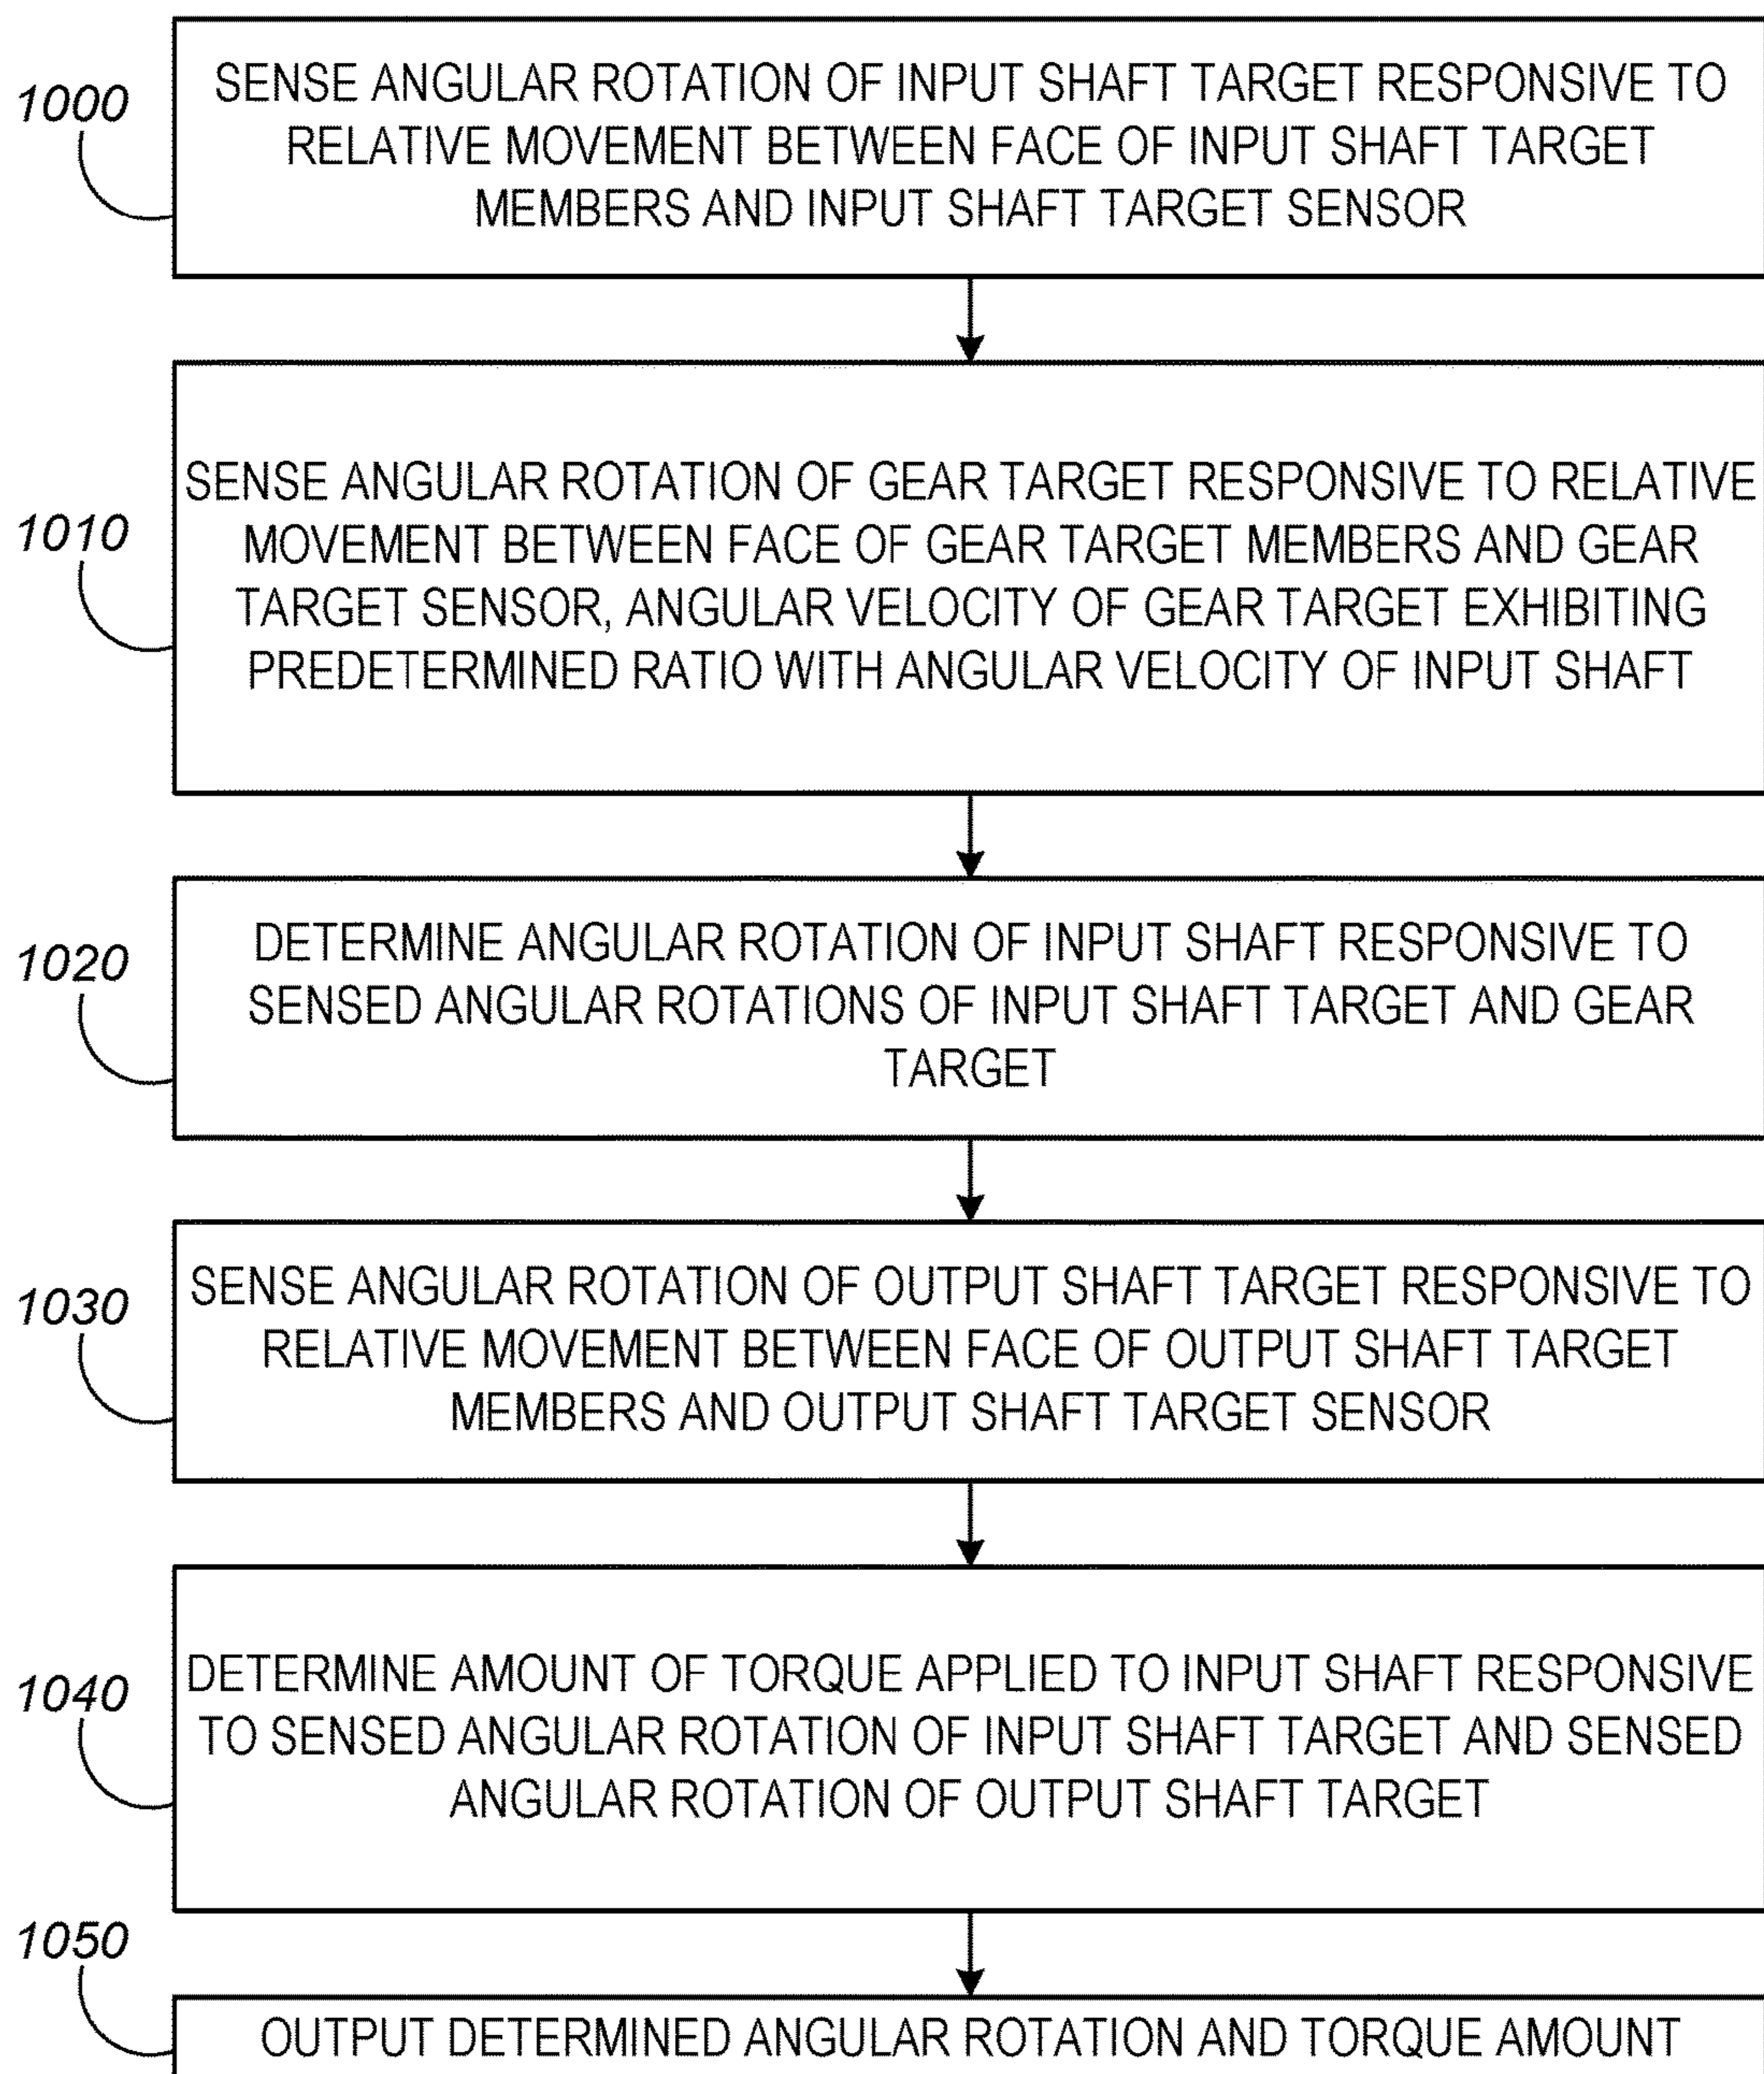 1000
SENSE ANGULAR ROTATION OF INPUT SHAFT TARGET RESPONSIVE TO
RELATIVE MOVEMENT BETWEEN FACE OF INPUT SHAFT TARGET
MEMBERS AND INPUT SHAFT TARGET SENSOR
1010
SENSE ANGULAR ROTATION OF GEAR TARGET RESPONSIVE TO RELATIVE
MOVEMENT BETWEEN FACE OF GEAR TARGET MEMBERS AND GEAR
TARGET SENSOR, ANGULAR VELOCITY OF GEAR TARGET EXHIBITING
PREDETERMINED RATIO WITH ANGULAR VELOCITY OF INPUT SHAFT
1020
DETERMINE ANGULAR ROTATION OF INPUT SHAFT RESPONSIVE TO
SENSED ANGULAR ROTATIONS OF INPUT SHAFT TARGET AND GEAR
TARGET
1030
SENSE ANGULAR ROTATION OF OUTPUT SHAFT TARGET RESPONSIVE TO
RELATIVE MOVEMENT BETWEEN FACE OF OUTPUT SHAFT TARGET
MEMBERS AND OUTPUT SHAFT TARGET SENSOR
1040
DETERMINE AMOUNT OF TORQUE APPLIED TO INPUT SHAFT RESPONSIVE
TO SENSED ANGULAR ROTATION OF INPUT SHAFT TARGET AND SENSED
ANGULAR ROTATION OF OUTPUT SHAFT TARGET
1050
OUTPUT DETERMINED ANGULAR ROTATION AND TORQUE AMOUNT